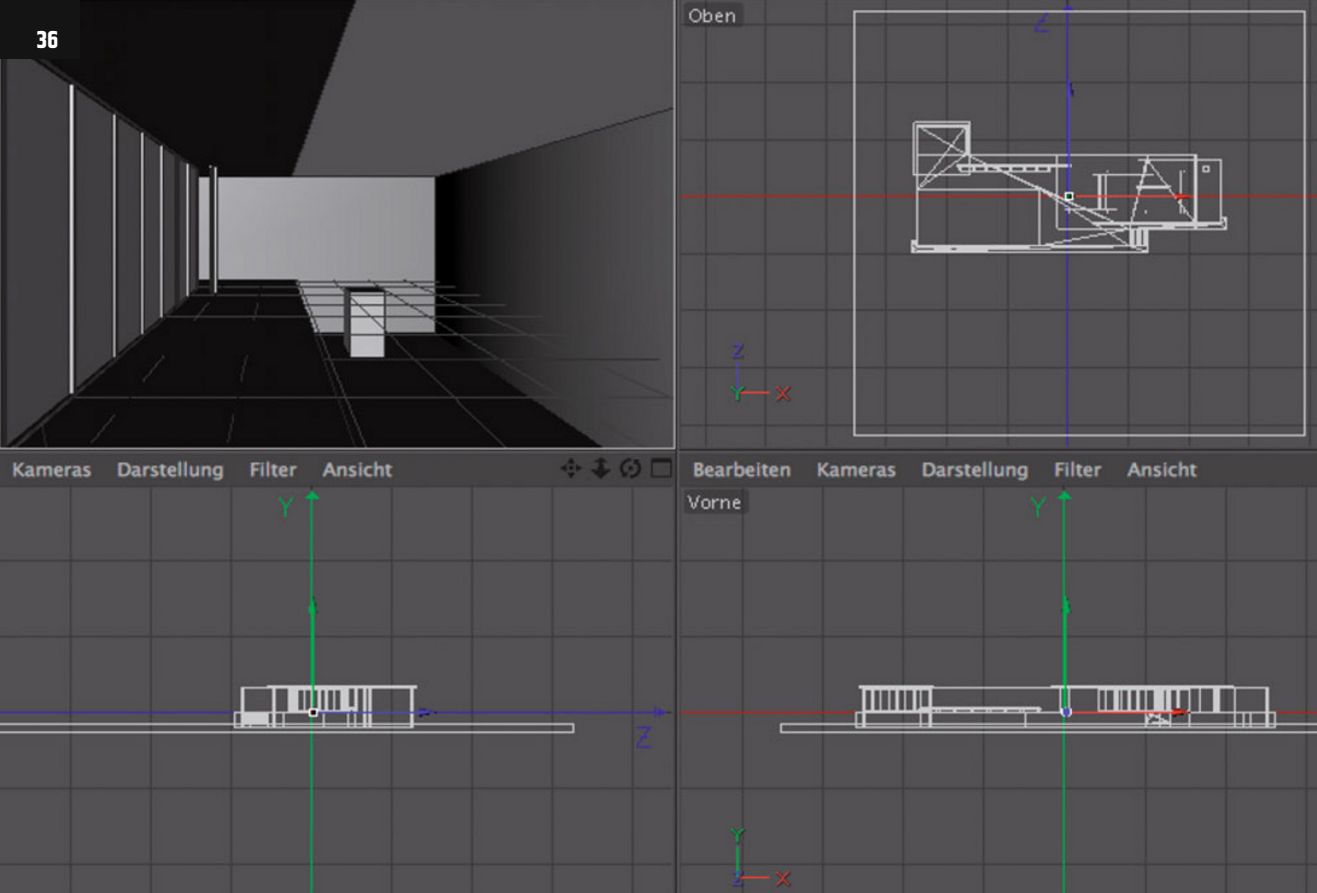 36
Oben
Z
Z
Y X
Kameras Darstellung Filter Ansicht
Bearbeiten Kameras Darstellung Filter Ansicht
Y
Vorne
Y
Z
Y
Z X